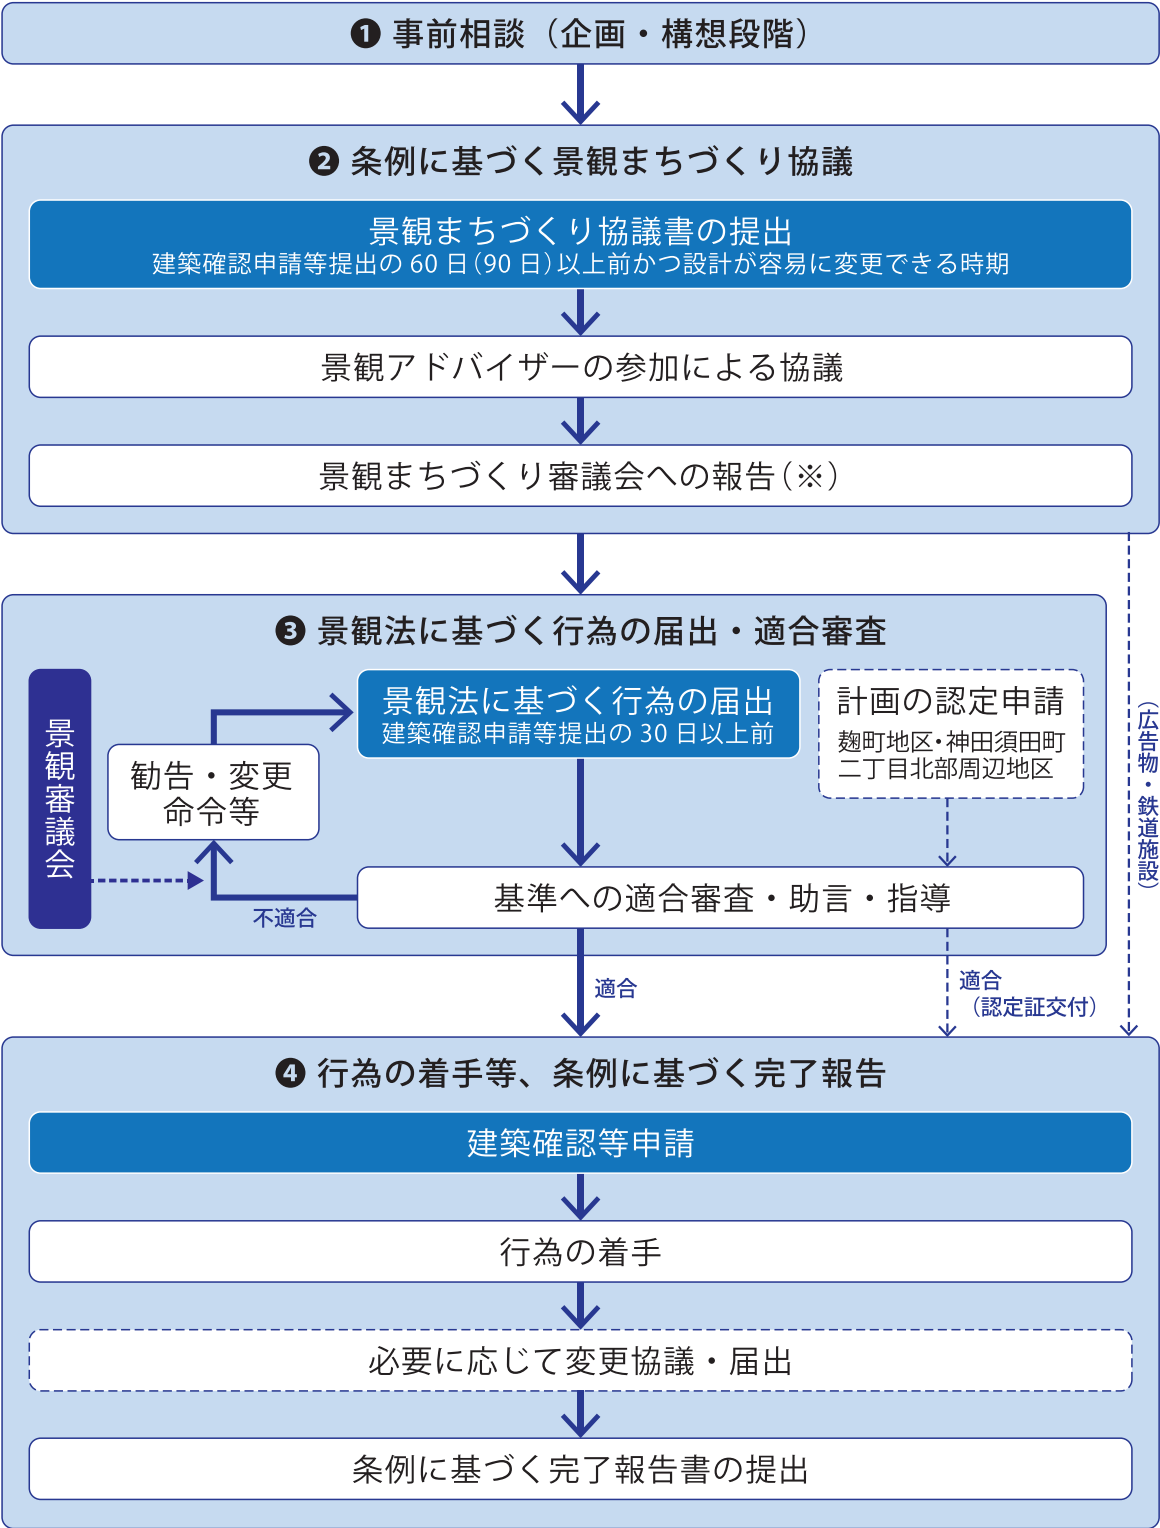 ❶ 事前相談（企画・構想段階）
❷ 条例に基づく景観まちづくり協議
景観まちづくり協議書の提出
建築確認申請等提出の 60 日（90 日）以上前かつ設計が容易に変更できる時期
景観アドバイザーの参加による協議
景観まちづくり審議会への報告（※）
❸ 景観法に基づく行為の届出・適合審査
景観審議会
勧告・変更
命令等
景観法に基づく行為の届出
建築確認申請等提出の 30 日以上前
計画の認定申請
麹町地区・神田須田町
二丁目北部周辺地区
（広告物・鉄道施設）
基準への適合審査・助言・指導
不適合
適合
適合
（認定証交付）
❹ 行為の着手等、条例に基づく完了報告
建築確認等申請
行為の着手
必要に応じて変更協議・届出
条例に基づく完了報告書の提出